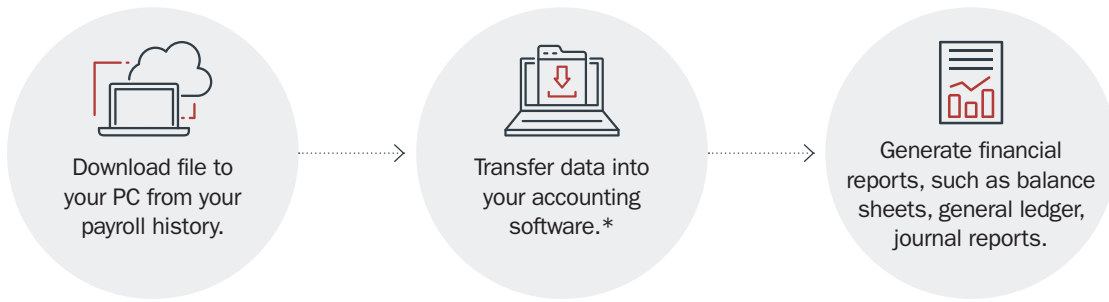 Download file to
your PC from your
payroll history.
Transfer data into
your accounting
software.*
Generate financial
reports, such as balance
sheets, general ledger,
journal reports.